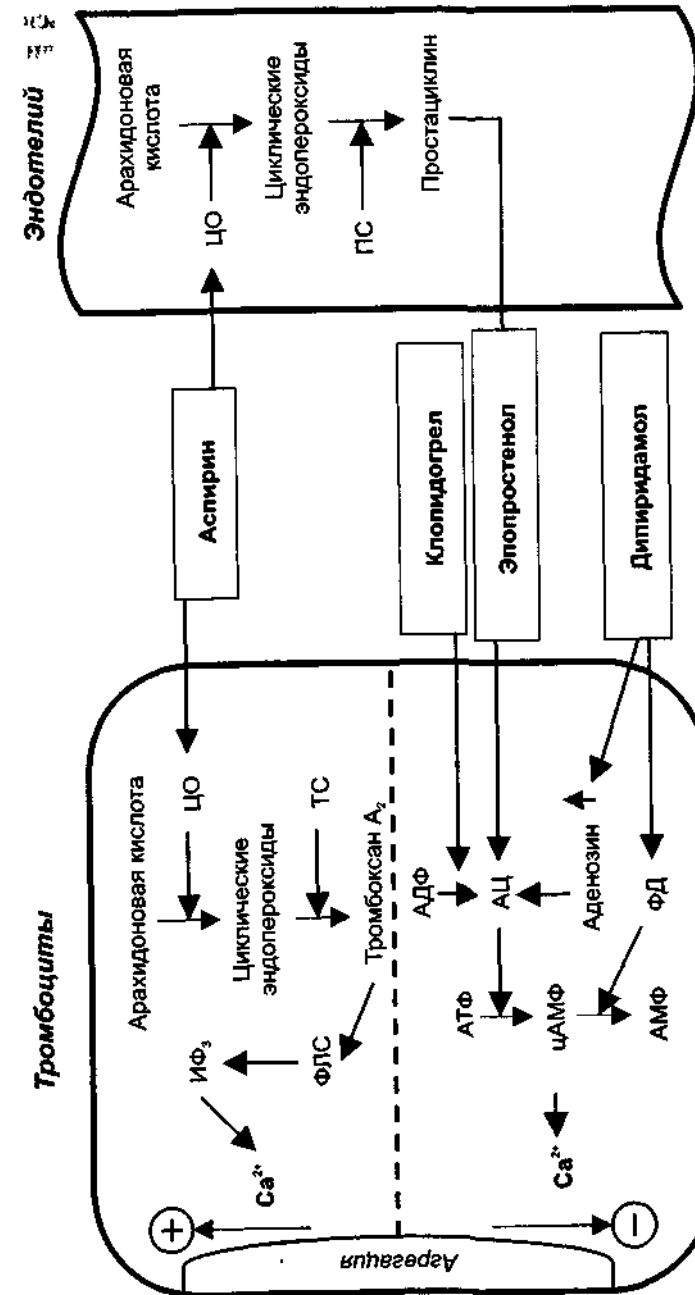 Тромбоциты
Эндотелий
Арахидоновая кислота
ЦО
Циклические
эндопероксиды
ТС
Тромбоксан А₂
ФЛС
ИФ₃
Ca²⁺
+
Агрегация
−
АДФ
АЦ
Аденозин
АТФ
цАМФ
АМФ
ФД
Ca²⁺
Аспирин
Клопидогрел
Эпопростенол
Дипиридамол
Арахидоновая
кислота
ЦО
Циклические
эндопероксиды
ПС
Простациклин